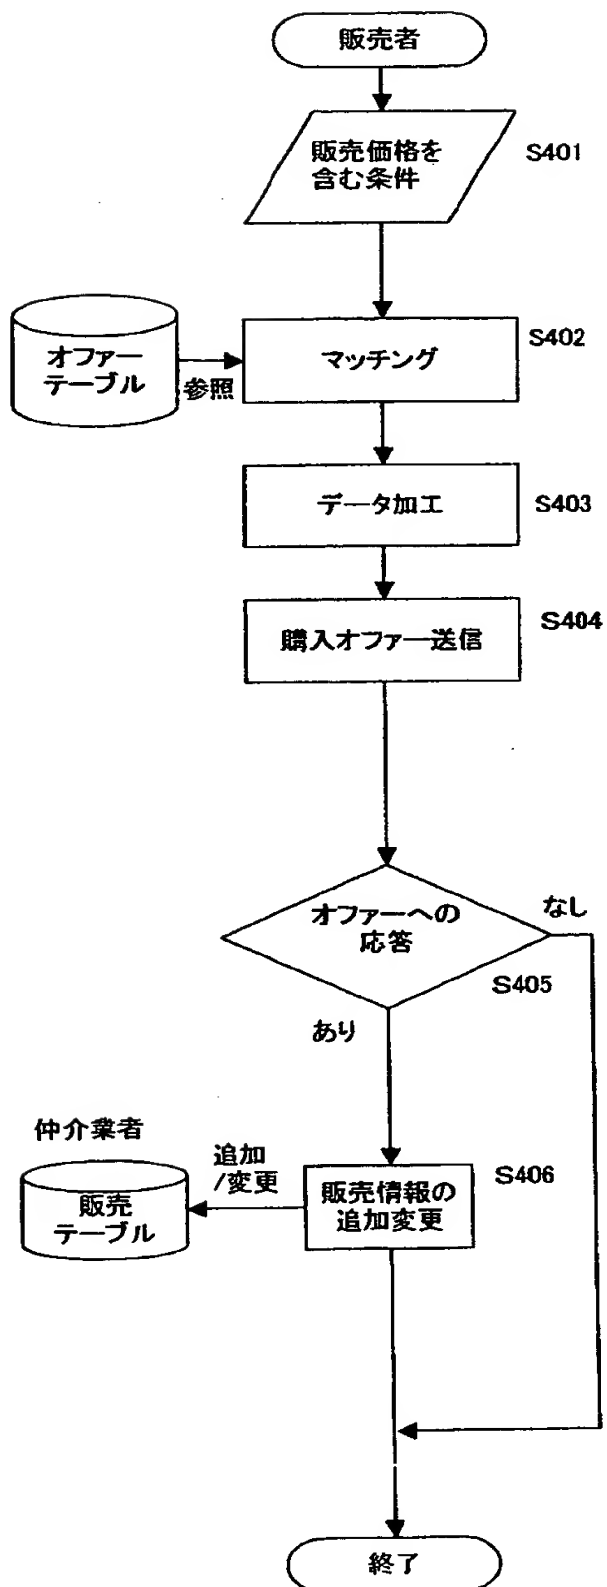 販売者
販売価格を
含む条件
S401
オファー
テーブル
参照
マッチング
S402
データ加工
S403
購入オファー送信
S404
オファーへの
応答
なし
S405
あり
仲介業者
販売
テーブル
追加
/変更
販売情報の
追加変更
S406
終了